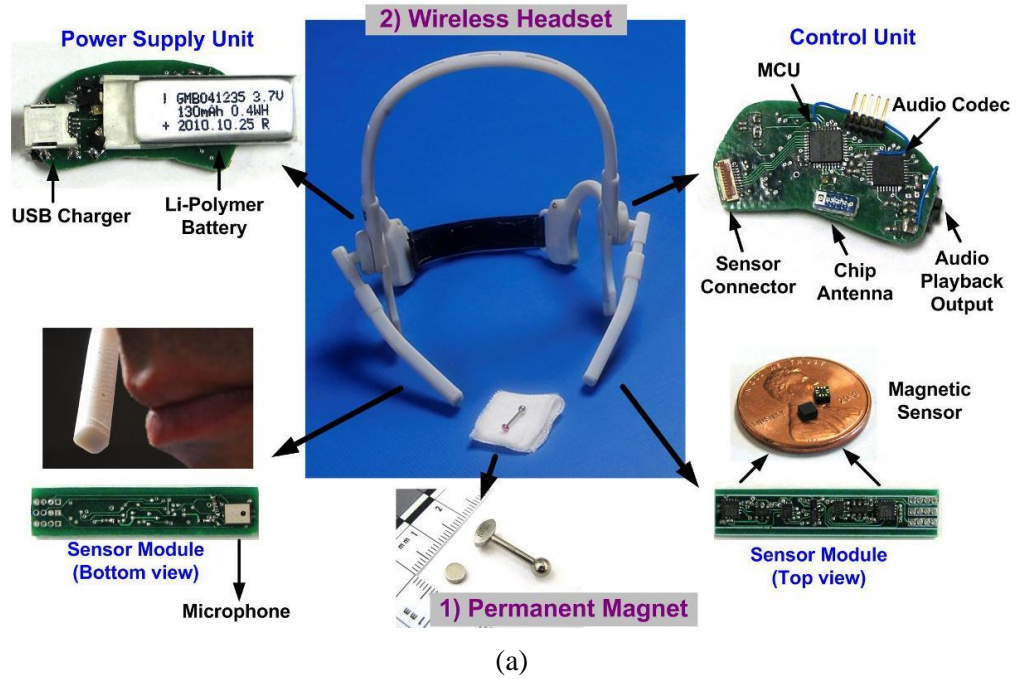 2) Wireless Headset
Power Supply Unit
! GMB041235 3.7V
130mAh 0.4WH
+ 2010.10.25 R
USB Charger
Li-Polymer
Battery
Control Unit
MCU
Audio Codec
Sensor
Connector
Chip
Antenna
Audio
Playback
Output
Magnetic
Sensor
Sensor Module
(Bottom view)
Microphone
Sensor Module
(Top view)
1) Permanent Magnet
(a)